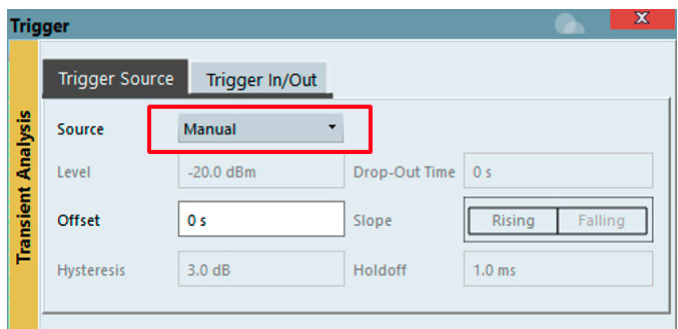 Trigger
X
Trigger Source Trigger In/Out
Transient Analysis
Source Manual
Level -20.0 dBm Drop-Out Time 0 s
Offset 0 s Slope Rising Falling
Hysteresis 3.0 dB Holdoff 1.0 ms